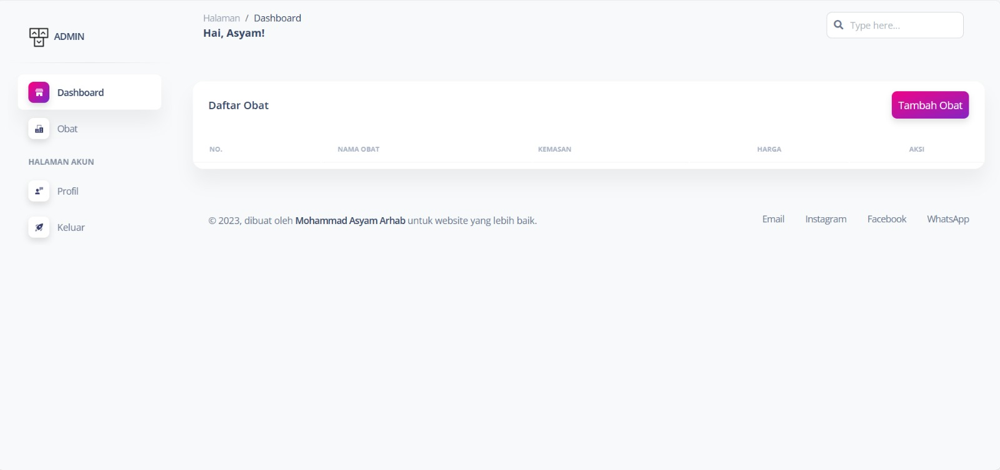 ADMIN
Dashboard
Obat
HALAMAN AKUN
Profil
Keluar
Halaman / Dashboard
Hai, Asyam!
Type here...
Daftar Obat
Tambah Obat
NO. NAMA OBAT KEMASAN HARGA AKSI
© 2023, dibuat oleh Mohammad Asyam Arhab untuk website yang lebih baik.
Email Instagram Facebook WhatsApp